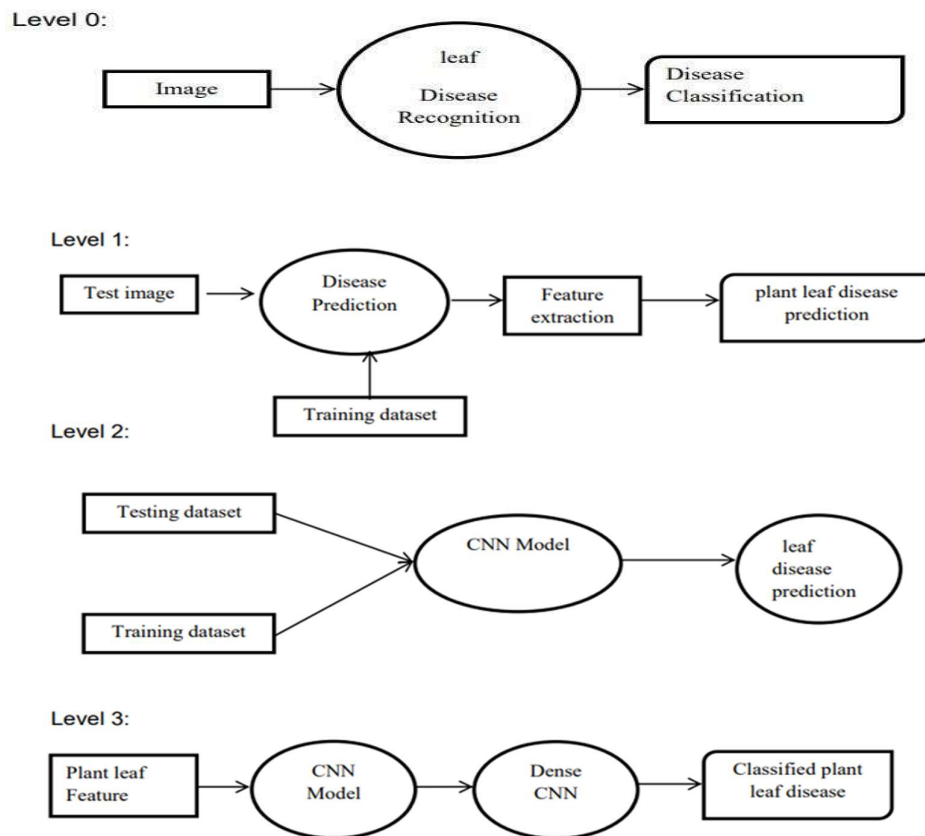 Level 0:
Image
leaf
Disease
Recognition
Disease
Classification
Level 1:
Test image
Disease
Prediction
Feature
extraction
plant leaf disease
prediction
Training dataset
Level 2:
Testing dataset
CNN Model
leaf
disease
prediction
Training dataset
Level 3:
Plant leaf
Feature
CNN
Model
Dense
CNN
Classified plant
leaf disease